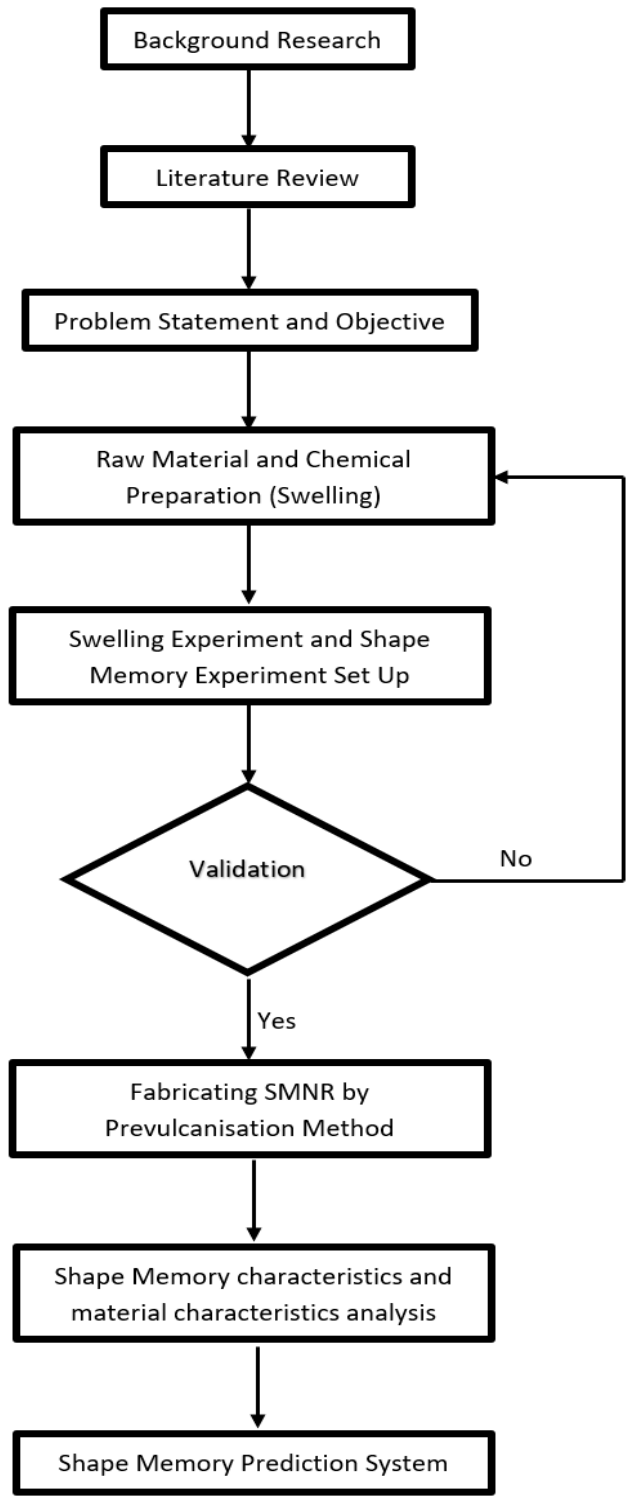 Background Research
Literature Review
Problem Statement and Objective
Raw Material and Chemical
Preparation (Swelling)
Swelling Experiment and Shape
Memory Experiment Set Up
Validation
No
Yes
Fabricating SMNR by
Prevulcanisation Method
Shape Memory characteristics and
material characteristics analysis
Shape Memory Prediction System